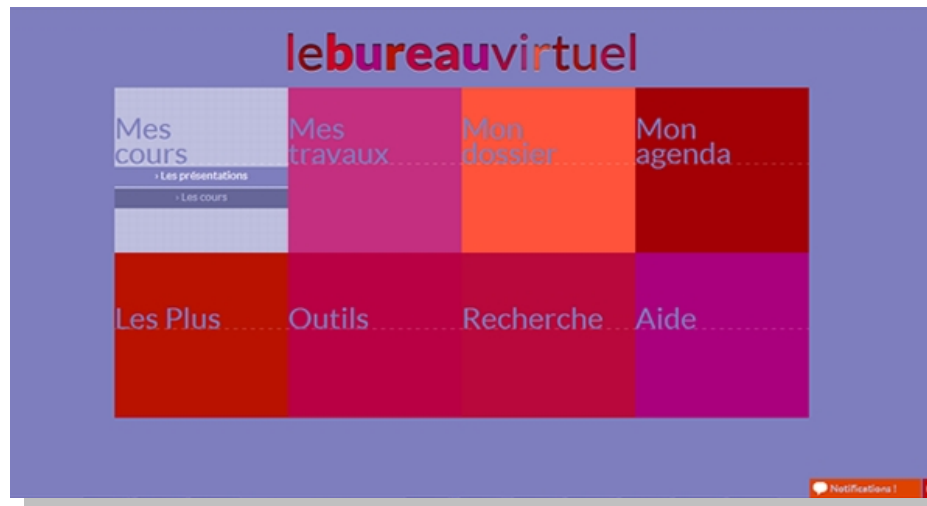 lebureauvirtuel
Mes
cours
› Les présentations
› Les cours
Mes
travaux
Mon
dossier
Mon
agenda
Les Plus
Outils
Recherche
Aide
Notifications !